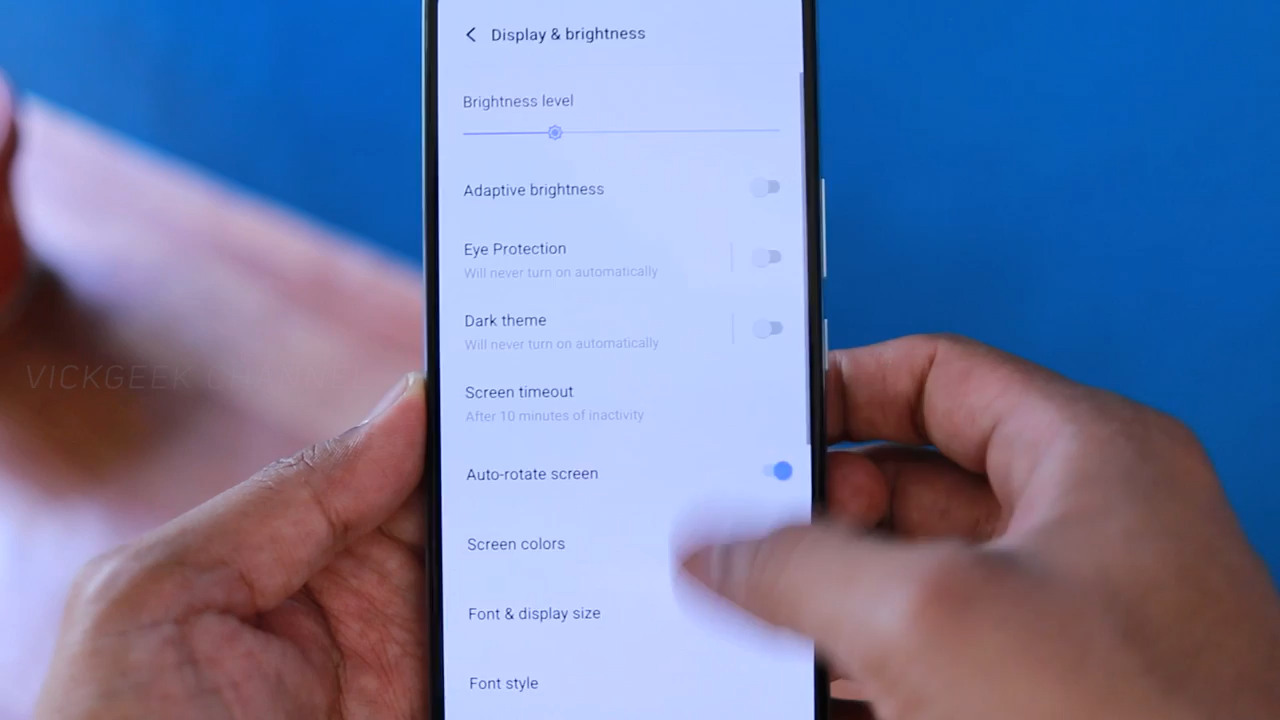 Display & brightness
Brightness level
Adaptive brightness
Eye Protection
Will never turn on automatically
Dark theme
Will never turn on automatically
VICKGEEK
Screen timeout
After 10 minutes of inactivity
Auto-rotate screen
Screen colors
Font & display size
Font style